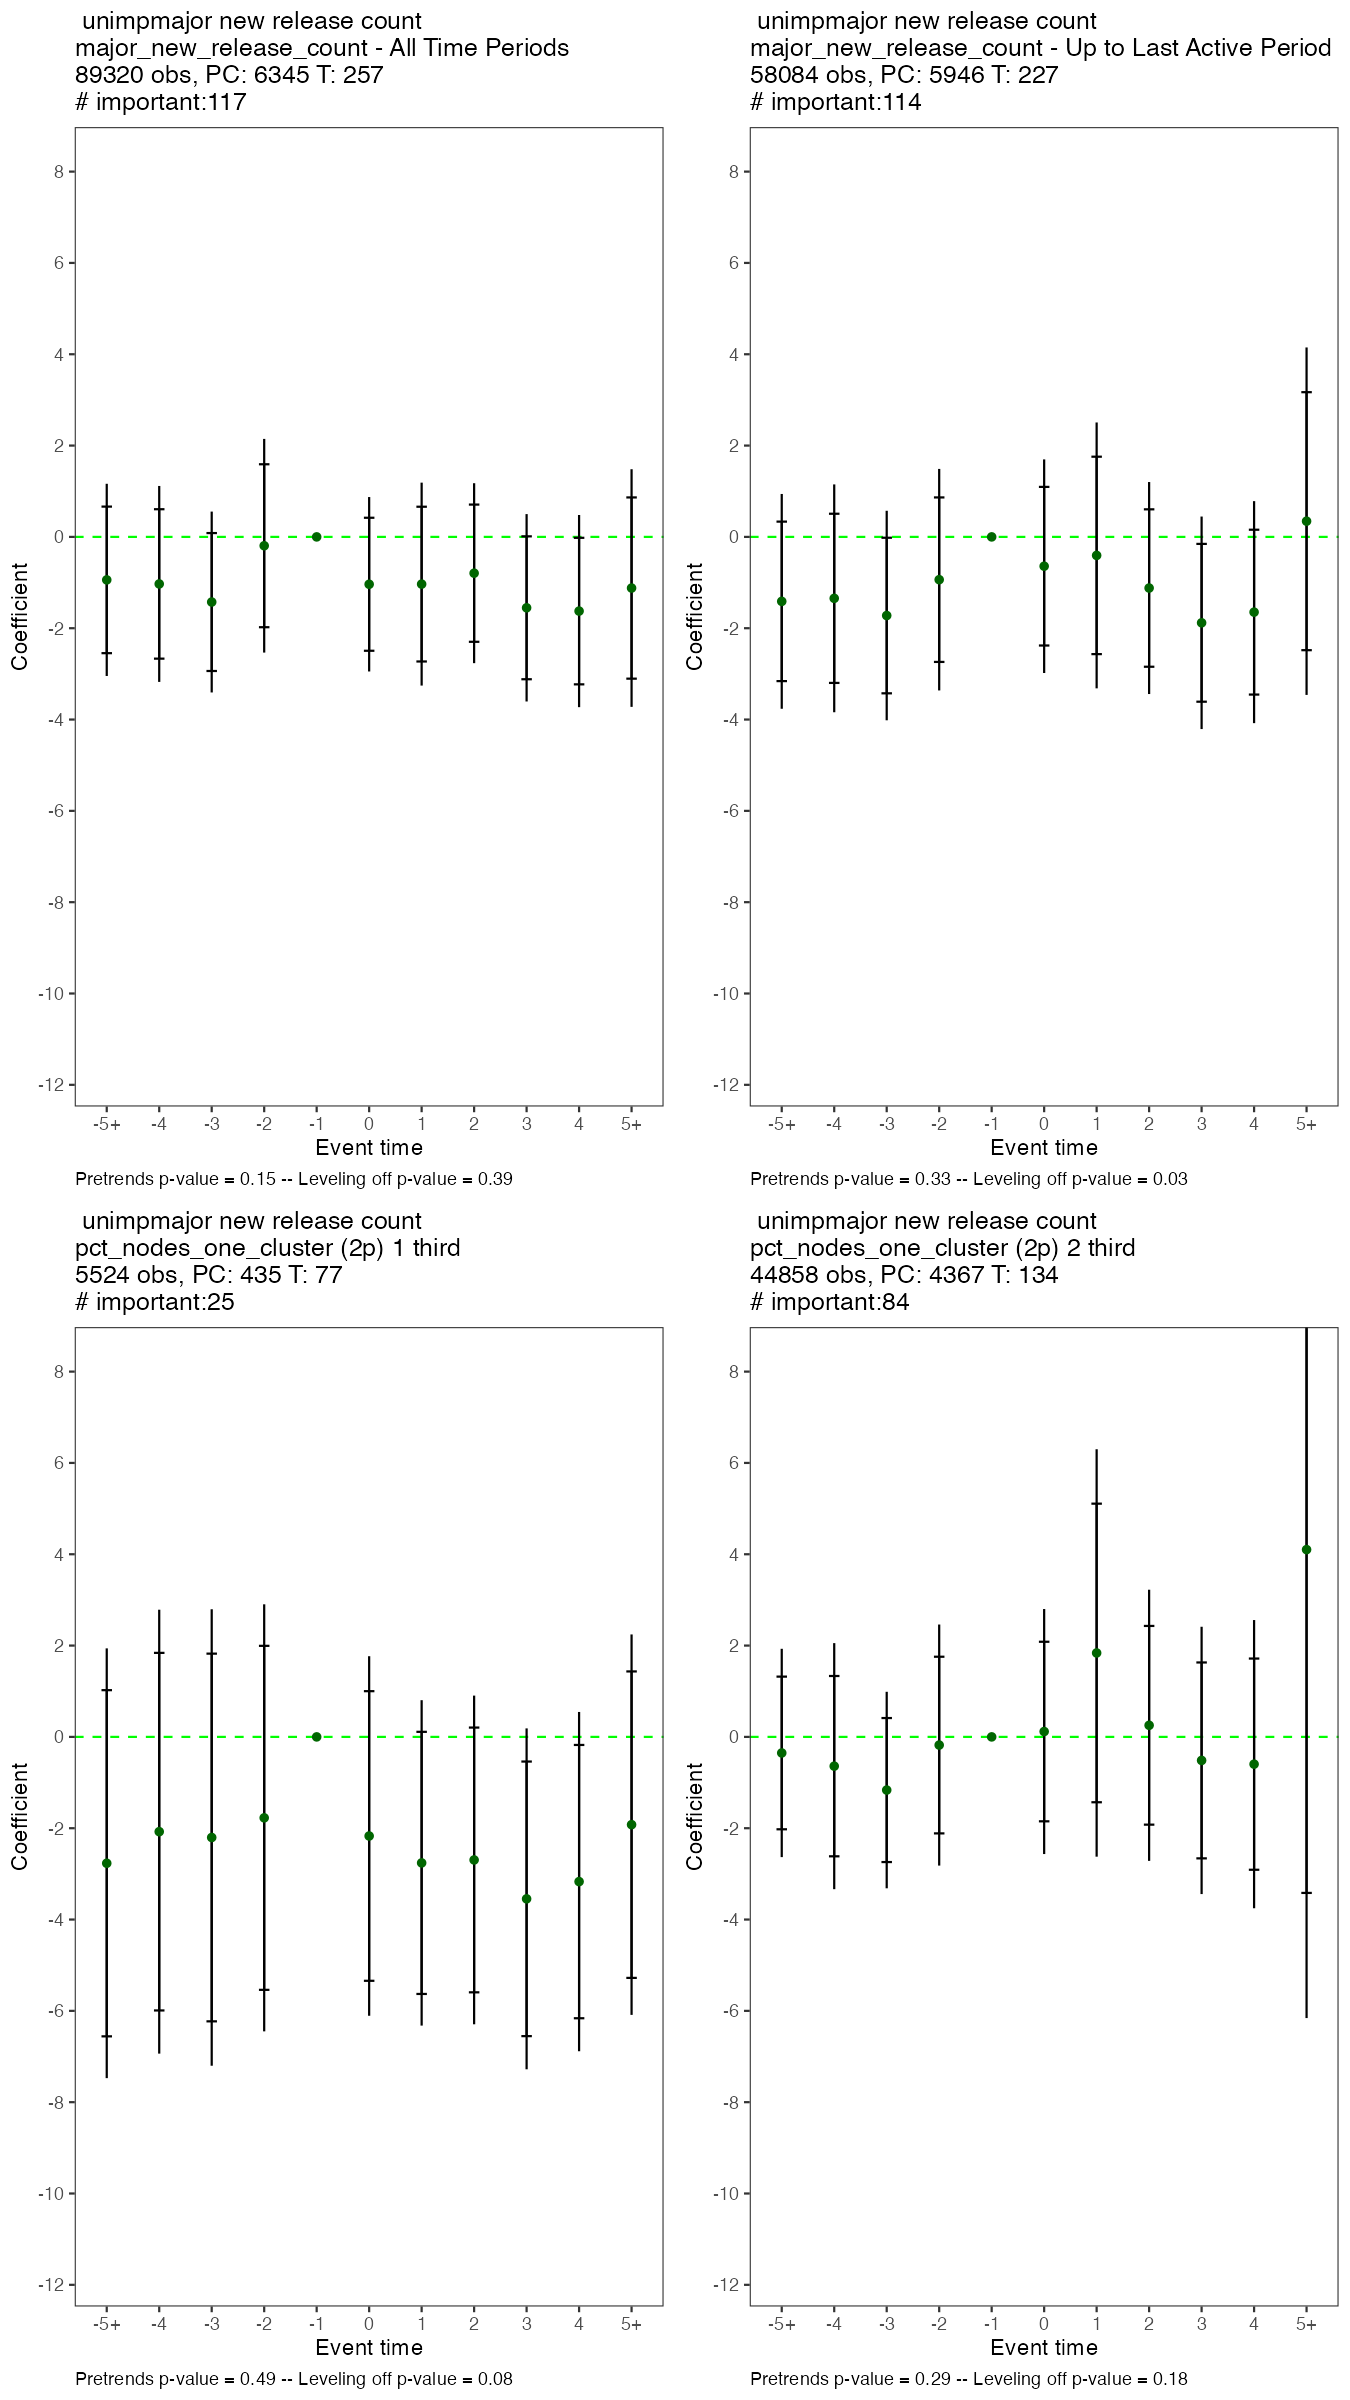 unimpmajor new release count
major_new_release_count - All Time Periods
89320 obs, PC: 6345 T: 257
# important:117
8
6
4
2
0
-2
-4
-6
-8
-10
-12
Coefficient
-5+ -4 -3 -2 -1 0 1 2 3 4 5+
Event time
Pretrends p-value = 0.15 -- Leveling off p-value = 0.39
unimpmajor new release count
major_new_release_count - Up to Last Active Period
58084 obs, PC: 5946 T: 227
# important:114
8
6
4
2
0
-2
-4
-6
-8
-10
-12
Coefficient
-5+ -4 -3 -2 -1 0 1 2 3 4 5+
Event time
Pretrends p-value = 0.33 -- Leveling off p-value = 0.03
unimpmajor new release count
pct_nodes_one_cluster (2p) 1 third
5524 obs, PC: 435 T: 77
# important:25
8
6
4
2
0
-2
-4
-6
-8
-10
-12
Coefficient
-5+ -4 -3 -2 -1 0 1 2 3 4 5+
Event time
Pretrends p-value = 0.49 -- Leveling off p-value = 0.08
unimpmajor new release count
pct_nodes_one_cluster (2p) 2 third
44858 obs, PC: 4367 T: 134
# important:84
8
6
4
2
0
-2
-4
-6
-8
-10
-12
Coefficient
-5+ -4 -3 -2 -1 0 1 2 3 4 5+
Event time
Pretrends p-value = 0.29 -- Leveling off p-value = 0.18